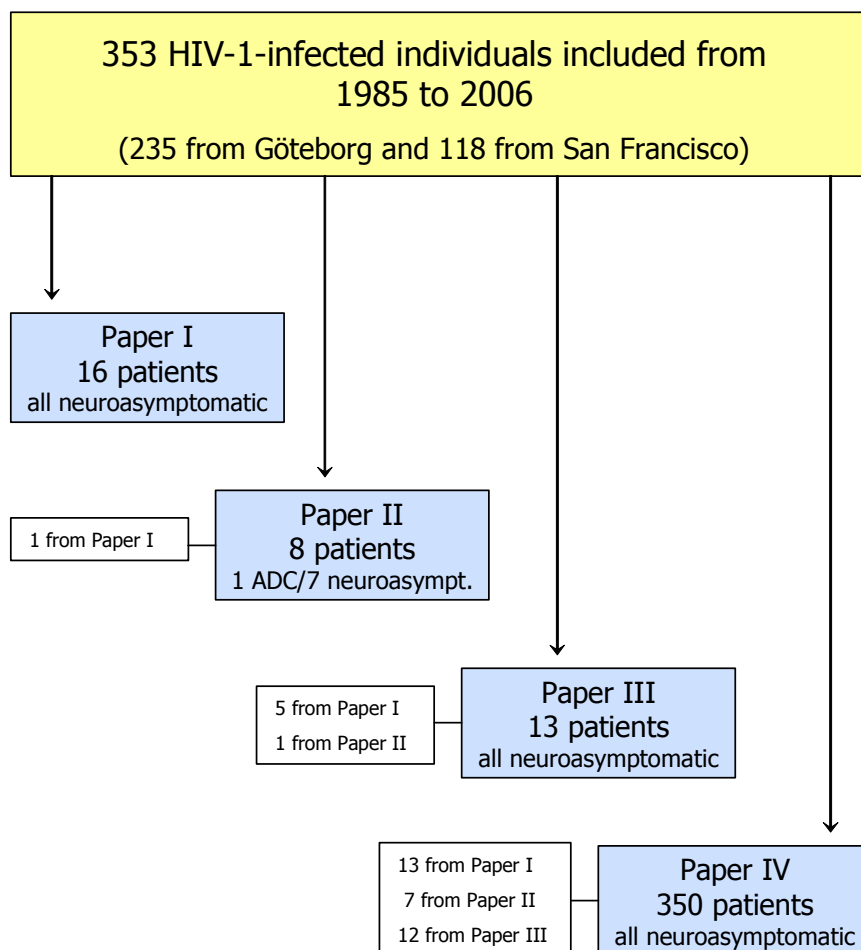 353 HIV-1-infected individuals included from
1985 to 2006
(235 from Göteborg and 118 from San Francisco)
Paper I
16 patients
all neuroasymptomatic
1 from Paper I
Paper II
8 patients
1 ADC/7 neuroasympt.
5 from Paper I
1 from Paper II
Paper III
13 patients
all neuroasymptomatic
13 from Paper I
7 from Paper II
12 from Paper III
Paper IV
350 patients
all neuroasymptomatic